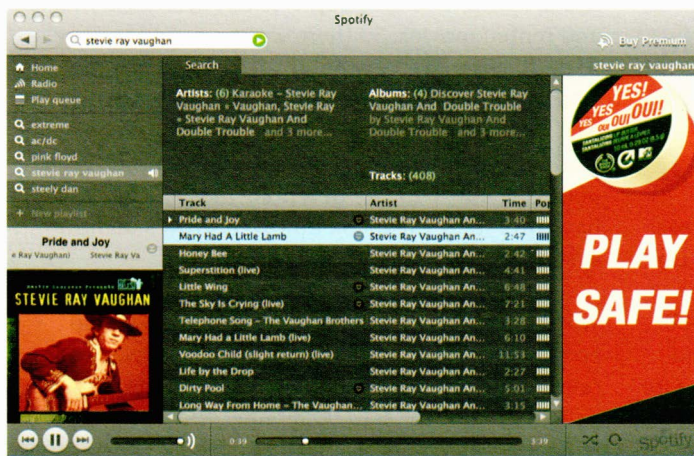 Spotify
stevie ray vaughan
Buy Premium
Home
Radio
Play queue
extreme
ac/dc
pink floyd
stevie ray vaughan
steely dan
+ New playlist
Pride and Joy
e Ray Vaughan) Stevie Ray Va
STEVIE RAY VAUGHAN
Search
stevie ray vaughan
Artists: (6) Karaoke – Stevie Ray
Vaughan • Vaughan, Stevie Ray
• Stevie Ray Vaughan And
Double Trouble and 3 more...
Albums: (4) Discover Stevie Ray
Vaughan And Double Trouble
by Stevie Ray Vaughan And
Double Trouble and 3 more...
Tracks: (408)
Track Artist Time Pop
Pride and Joy Stevie Ray Vaughan An... 3:40
Mary Had A Little Lamb Stevie Ray Vaughan An... 2:47
Honey Bee Stevie Ray Vaughan An... 2:42
Superstition (live) Stevie Ray Vaughan An... 4:41
Little Wing Stevie Ray Vaughan An... 6:48
The Sky Is Crying (live) Stevie Ray Vaughan An... 7:21
Telephone Song – The Vaughan Brothers Stevie Ray Vaughan An... 3:28
Mary Had a Little Lamb (live) Stevie Ray Vaughan An... 6:10
Voodoo Child (slight return) (live) Stevie Ray Vaughan An... 11:53
Life by the Drop Stevie Ray Vaughan An... 2:27
Dirty Pool Stevie Ray Vaughan An... 5:01
Long Way From Home – The Vaughan... Stevie Ray Vaughan An... 3:15
YES!
YES! OUI!
YES OUI OUI
PLAY
SAFE!
0:39 3:39
Spotify